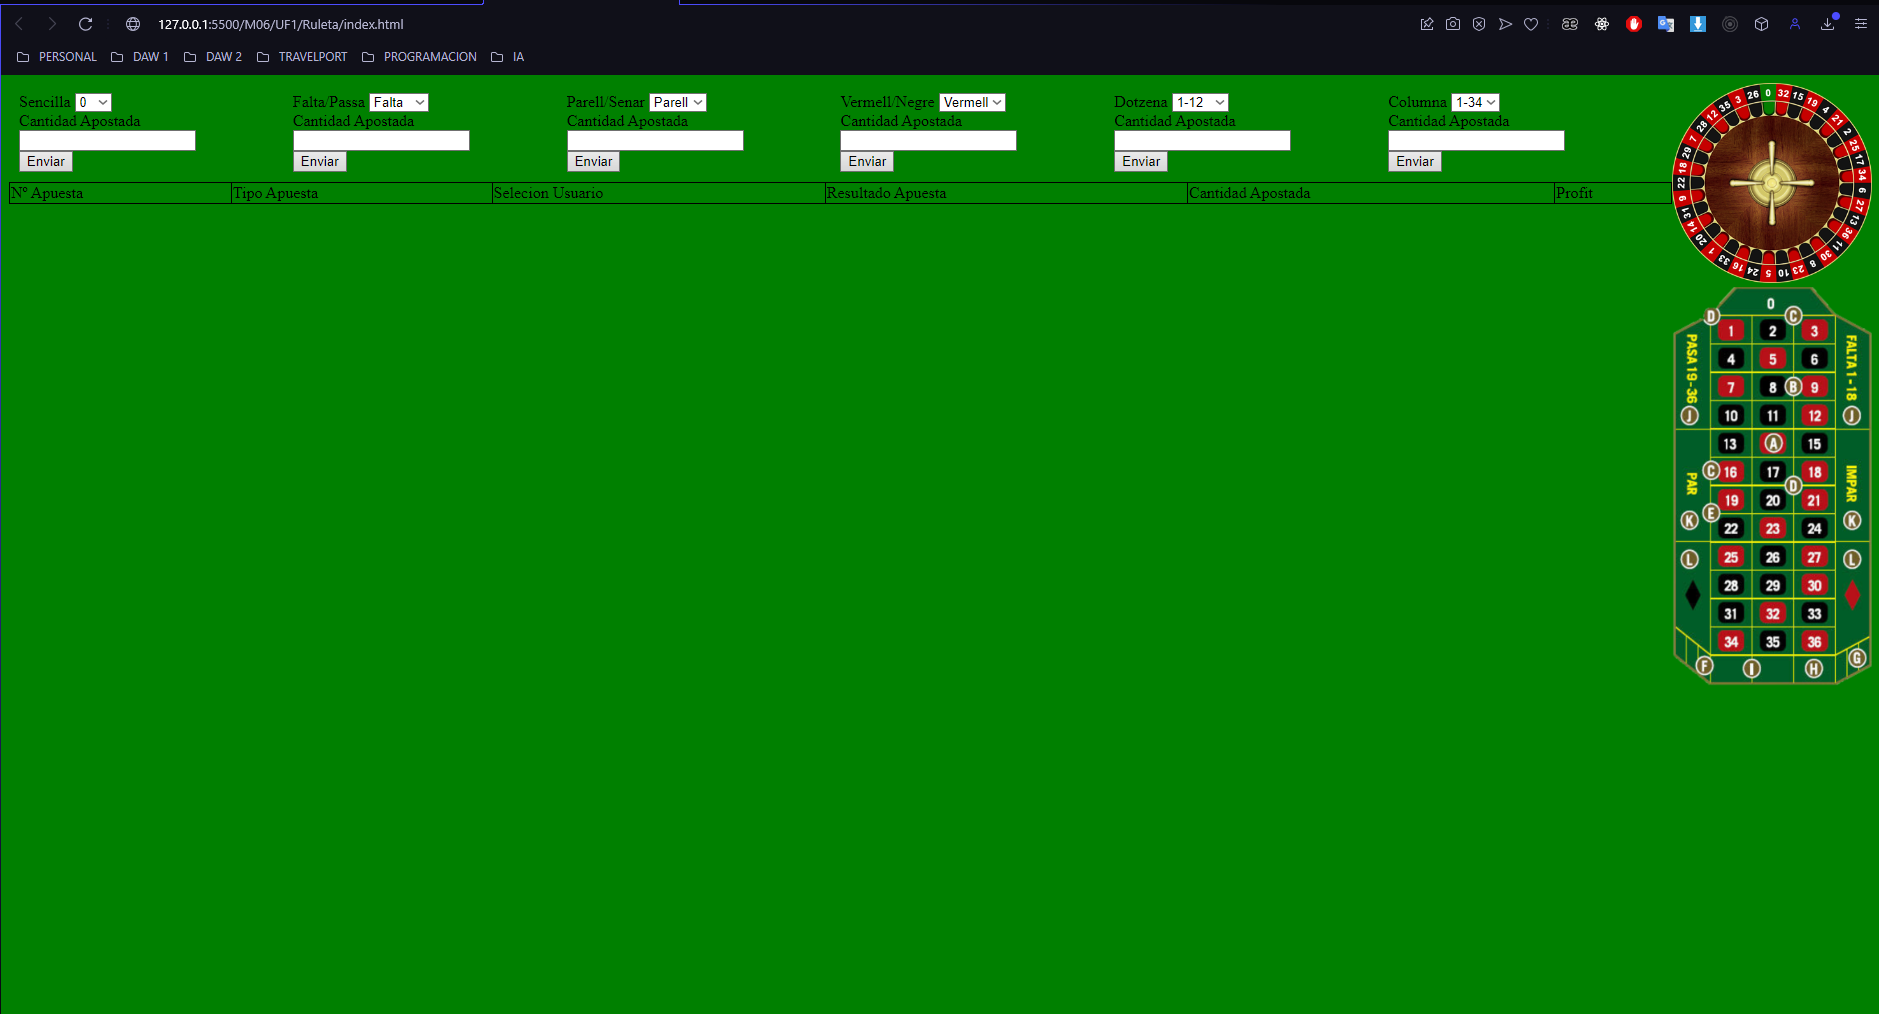 127.0.0.1:5500/M06/UF1/Ruleta/index.html
PERSONAL DAW 1 DAW 2 TRAVELPORT PROGRAMACION IA
Sencilla 0 Falta/Passa Falta Parell/Senar Parell Vermell/Negre Vermell Dotzena 1-12 Columna 1-34
Cantidad Apostada Cantidad Apostada Cantidad Apostada Cantidad Apostada Cantidad Apostada Cantidad Apostada
Enviar Enviar Enviar Enviar Enviar Enviar
Nº Apuesta Tipo Apuesta Selecion Usuario Resultado Apuesta Cantidad Apostada Profit
0 32 15 19 4 21 2 25 17 34 6 27 13 36 11 30 8 23 10 5 24 16 33 1 20 14 31 9 22 18 29 7 28 12 35 3 26
0
D C
1 2 3
4 5 6
7 8 B 9
J 10 11 12 J
13 A 15
C 16 17 18
D
19 20 21
E
K 22 23 24 K
L 25 26 27 L
28 29 30
31 32 33
34 35 36
F I H G
PASA 19-36
FALTA 1-18
PAR
IMPAR